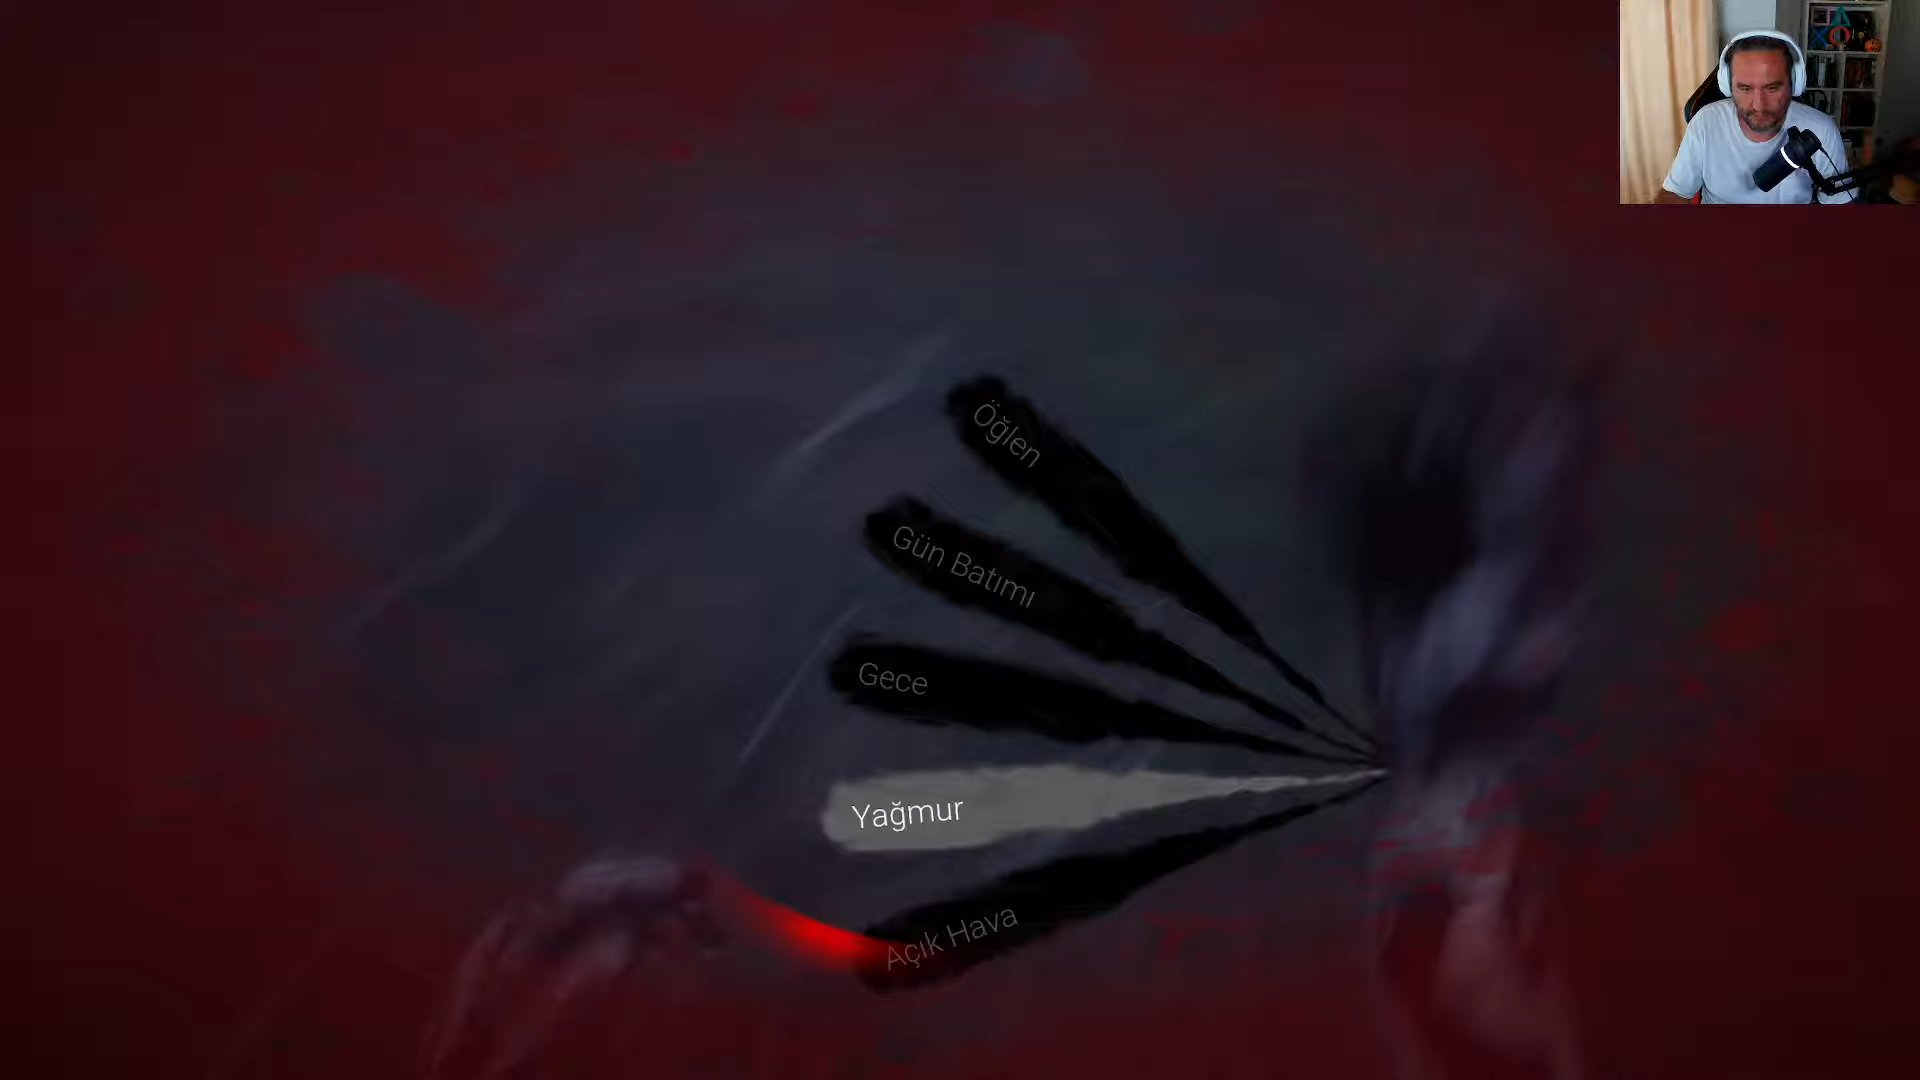 Öğlen
Gün Batımı
Gece
Yağmur
Açık Hava